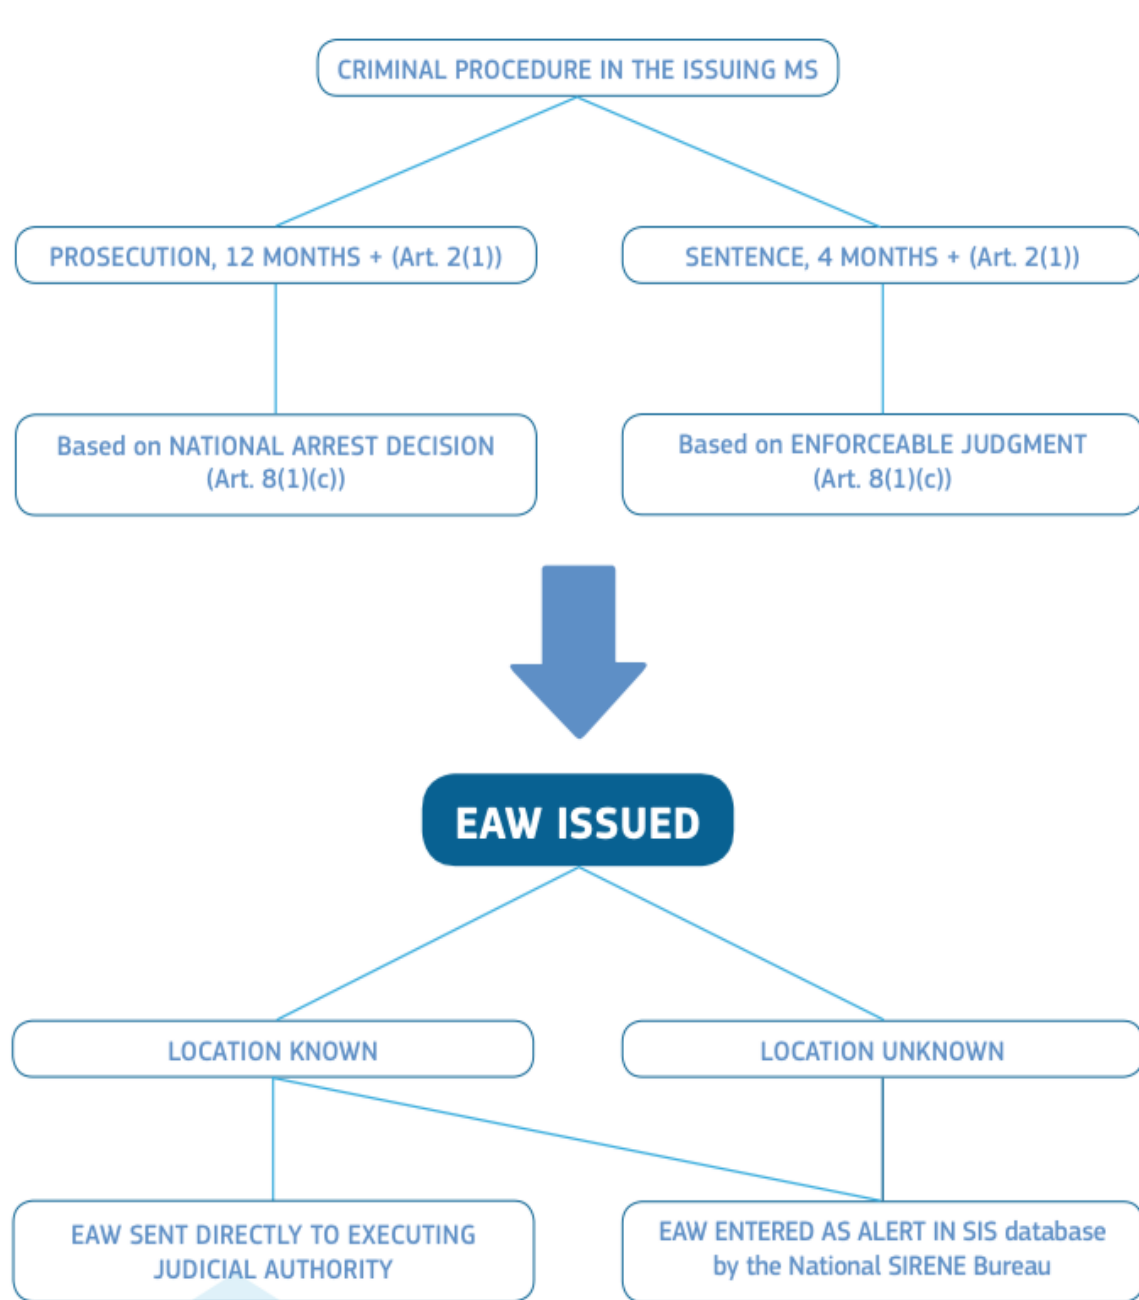 CRIMINAL PROCEDURE IN THE ISSUING MS
PROSECUTION, 12 MONTHS + (Art. 2(1))
SENTENCE, 4 MONTHS + (Art. 2(1))
Based on NATIONAL ARREST DECISION
(Art. 8(1)(c))
Based on ENFORCEABLE JUDGMENT
(Art. 8(1)(c))
EAW ISSUED
LOCATION KNOWN
LOCATION UNKNOWN
EAW SENT DIRECTLY TO EXECUTING
JUDICIAL AUTHORITY
EAW ENTERED AS ALERT IN SIS database
by the National SIRENE Bureau